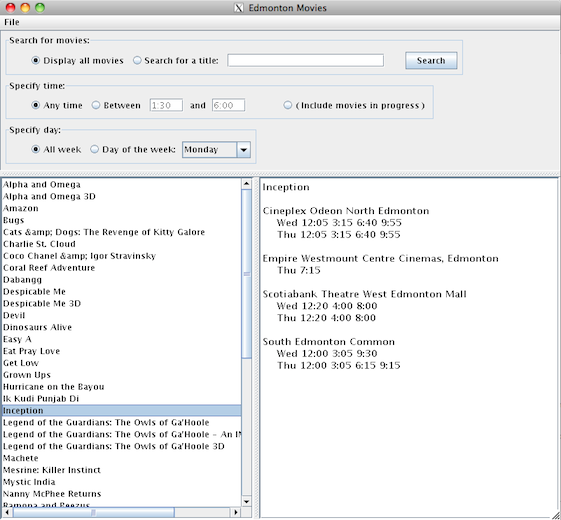 Edmonton Movies
File
Search for movies:
Display all movies Search for a title: Search
Specify time:
Any time Between 1:30 and 6:00 ( Include movies in progress )
Specify day:
All week Day of the week: Monday
Alpha and Omega
Alpha and Omega 3D
Amazon
Bugs
Cats &amp; Dogs: The Revenge of Kitty Galore
Charlie St. Cloud
Coco Chanel &amp; Igor Stravinsky
Coral Reef Adventure
Dabangg
Despicable Me
Despicable Me 3D
Devil
Dinosaurs Alive
Easy A
Eat Pray Love
Get Low
Grown Ups
Hurricane on the Bayou
Ik Kudi Punjab Di
Inception
Legend of the Guardians: The Owls of Ga'Hoole
Legend of the Guardians: The Owls of Ga'Hoole - An I
Legend of the Guardians: The Owls of Ga'Hoole 3D
Machete
Mesrine: Killer Instinct
Mystic India
Nanny McPhee Returns
Ramona and Beezus
Inception
Cineplex Odeon North Edmonton
Wed 12:05 3:15 6:40 9:55
Thu 12:05 3:15 6:40 9:55
Empire Westmount Centre Cinemas, Edmonton
Thu 7:15
Scotiabank Theatre West Edmonton Mall
Wed 12:20 4:00 8:00
Thu 12:20 4:00 8:00
South Edmonton Common
Wed 12:00 3:05 9:30
Thu 12:00 3:05 6:15 9:15